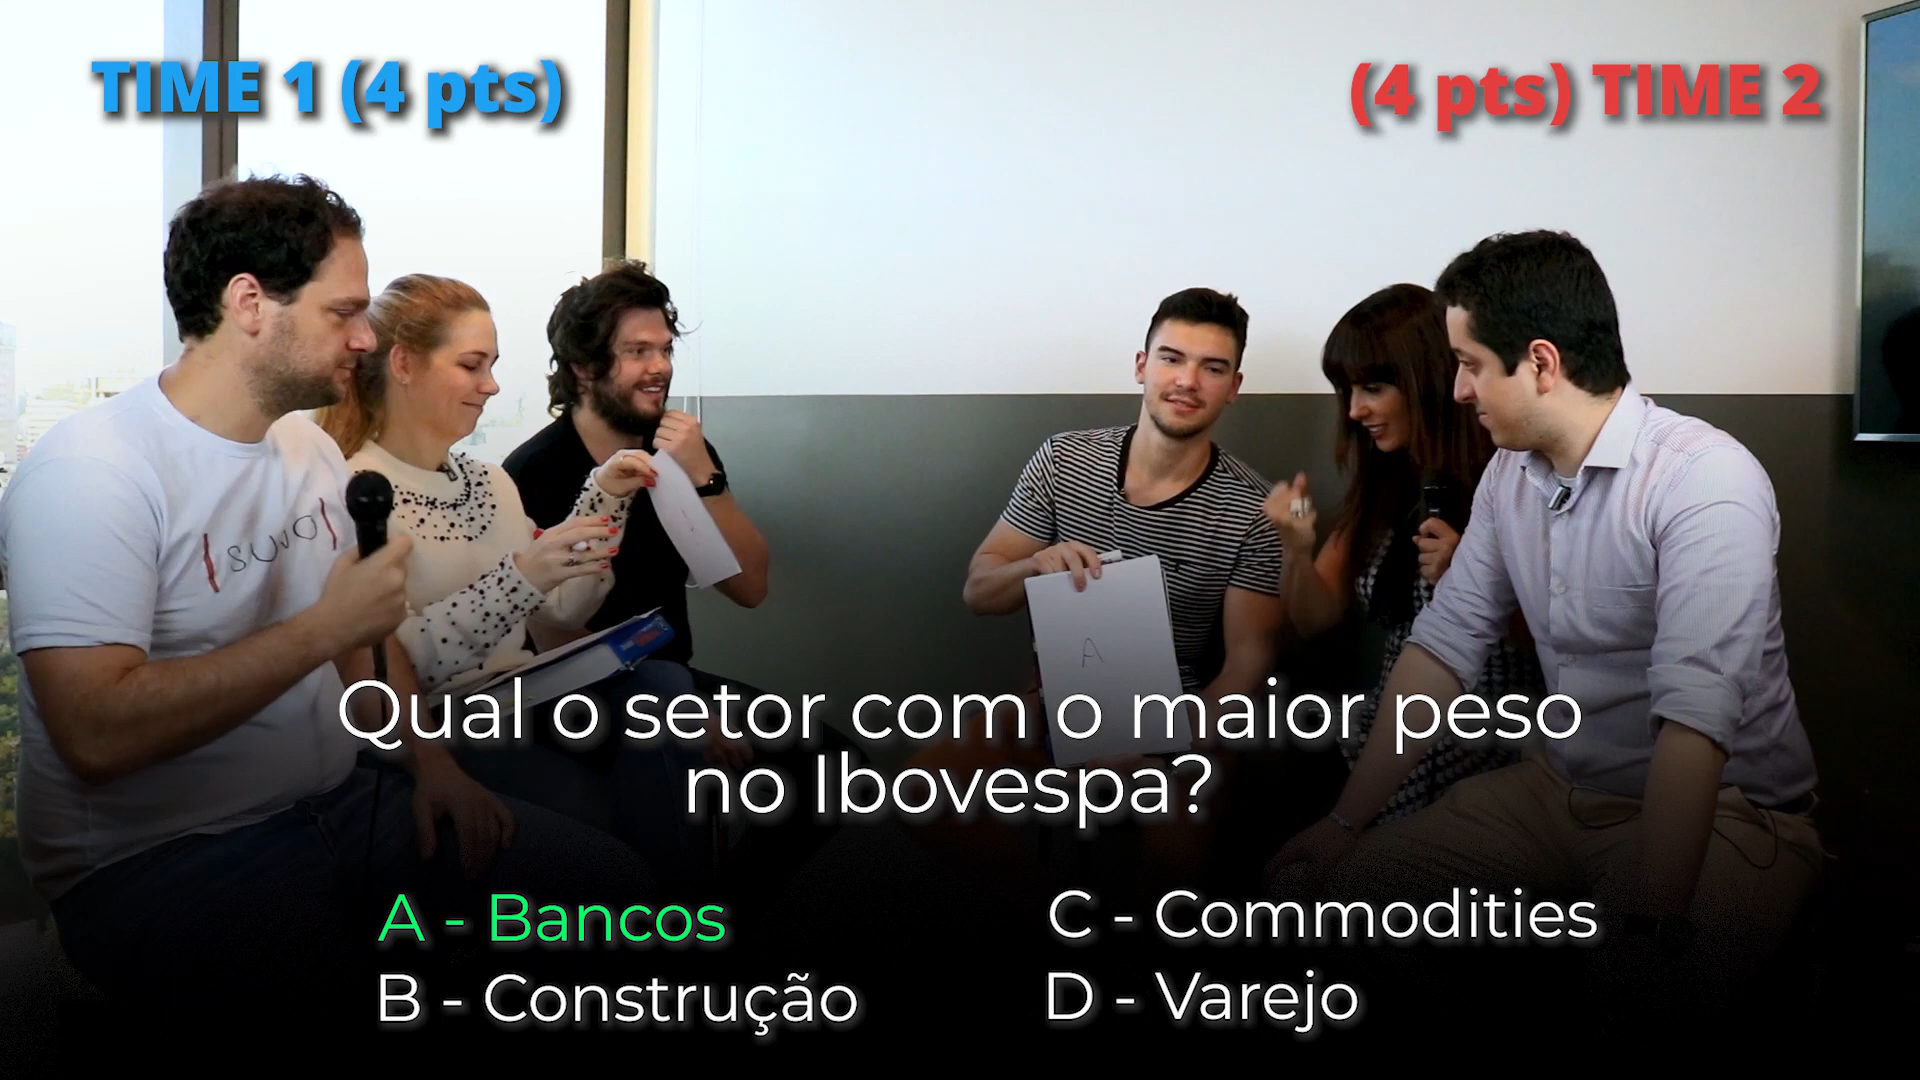 TIME 1 (4 pts)
(4 pts) TIME 2
|SUNO|
A
Qual o setor com o maior peso
no Ibovespa?
A - Bancos
B - Construção
C - Commodities
D - Varejo